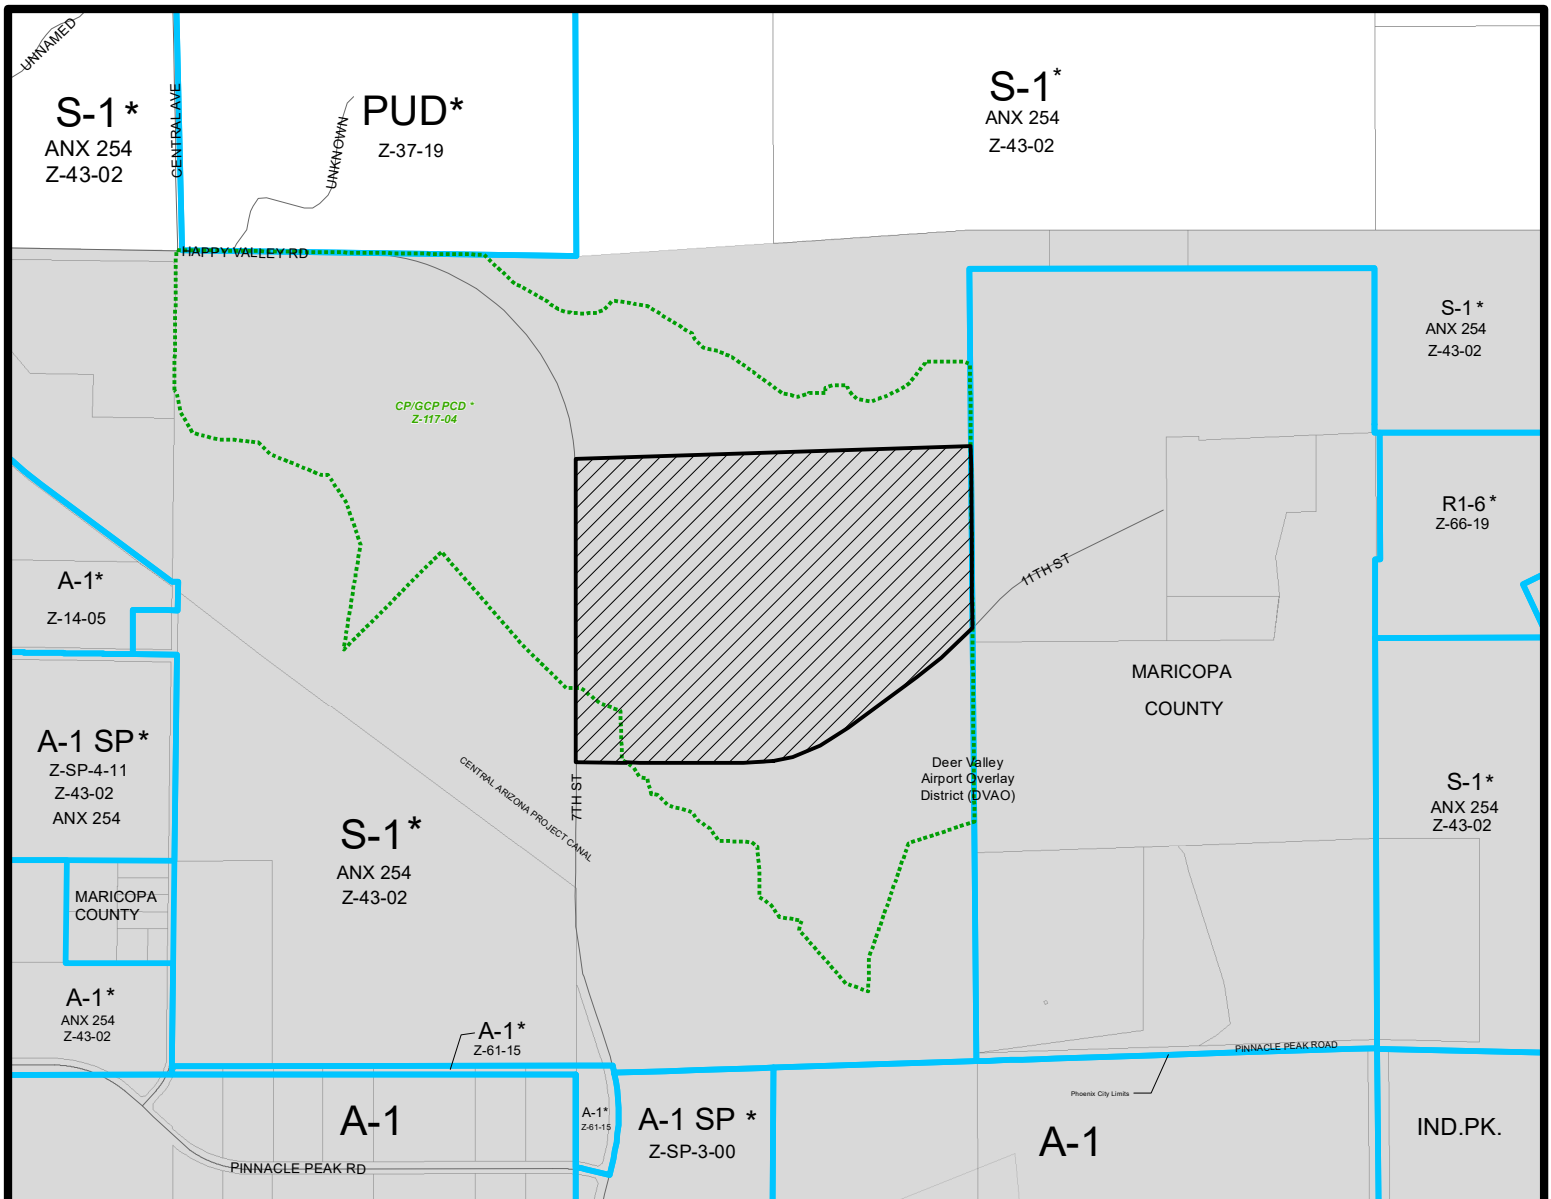 UNNAMED
S-1 *
ANX 254
Z-43-02
CENTRAL AVE
UNKNOWN
PUD*
Z-37-19
S-1*
ANX 254
Z-43-02
HAPPY VALLEY RD
CP/GCP PCD *
Z-117-04
S-1 *
ANX 254
Z-43-02
R1-6 *
Z-66-19
11TH ST
A-1*
Z-14-05
MARICOPA
COUNTY
A-1 SP*
Z-SP-4-11
Z-43-02
ANX 254
CENTRAL ARIZONA PROJECT CANAL
7TH ST
Deer Valley
Airport Overlay
District (DVAO)
S-1*
ANX 254
Z-43-02
S-1*
ANX 254
Z-43-02
MARICOPA
COUNTY
A-1*
ANX 254
Z-43-02
A-1*
Z-61-15
PINNACLE PEAK ROAD
Phoenix City Limits
A-1
A-1*
Z-61-15
A-1 SP *
Z-SP-3-00
A-1
IND.PK.
PINNACLE PEAK RD